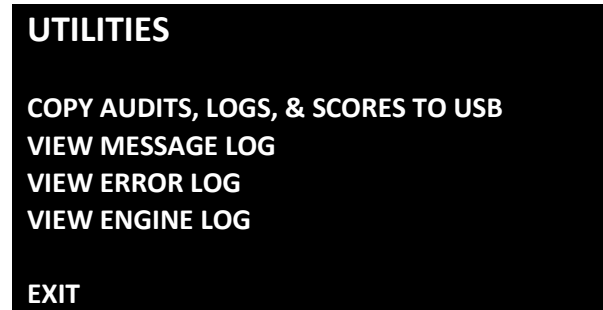 UTILITIES
COPY AUDITS, LOGS, & SCORES TO USB
VIEW MESSAGE LOG
VIEW ERROR LOG
VIEW ENGINE LOG
EXIT